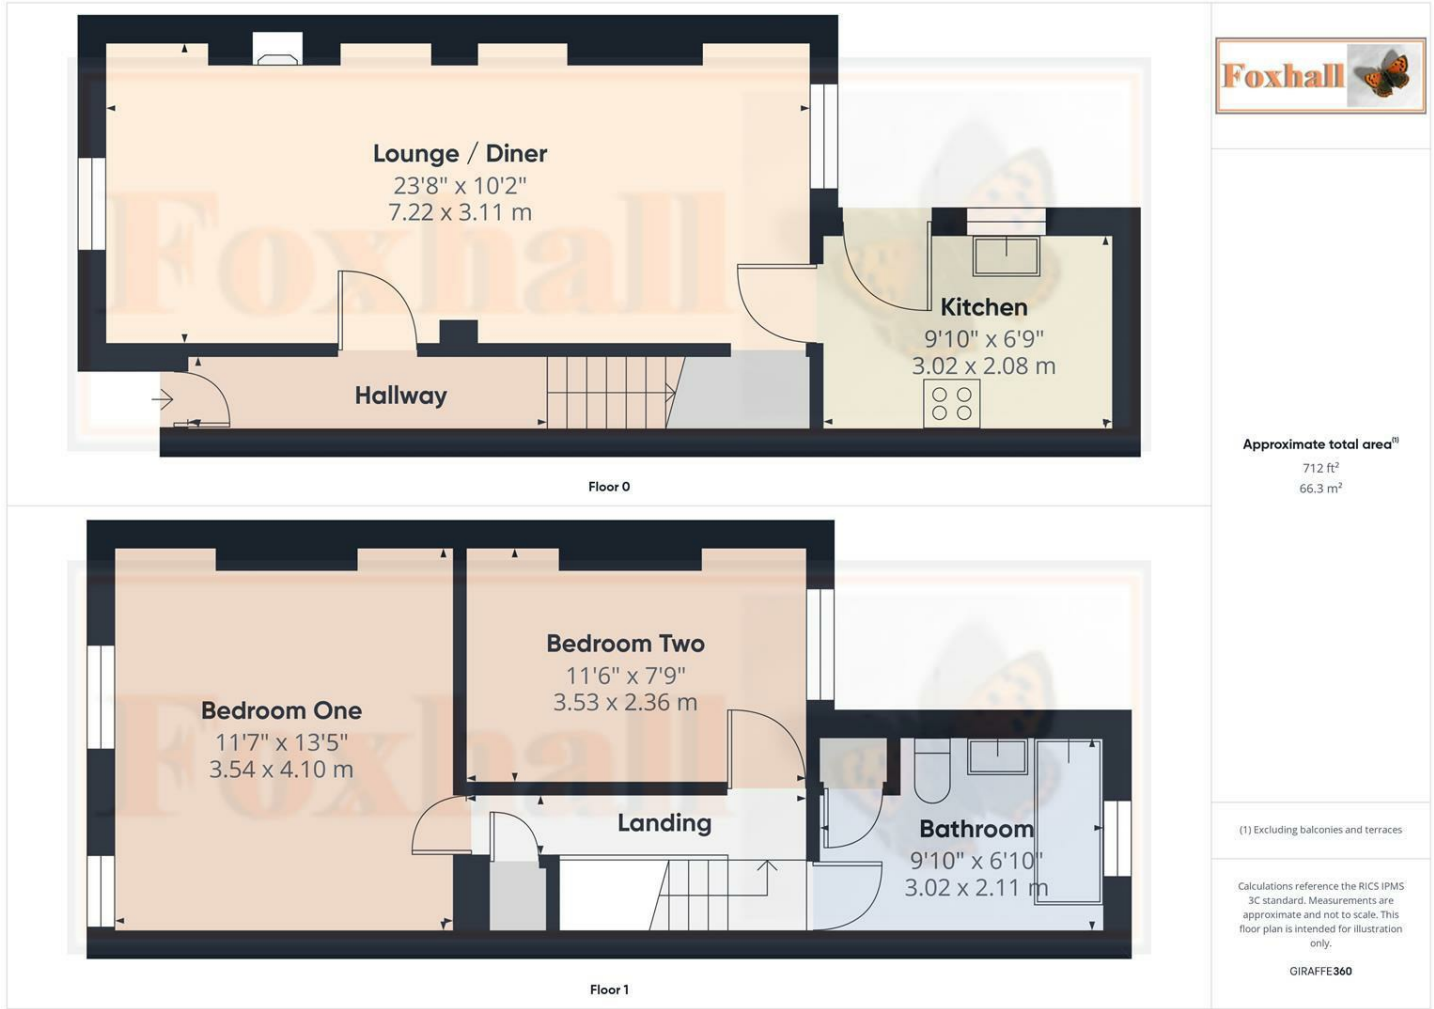 Lounge / Diner
23'8" x 10'2"
7.22 x 3.11 m
Kitchen
9'10" x 6'9"
3.02 x 2.08 m
Hallway
Floor 0
Bedroom One
11'7" x 13'5"
3.54 x 4.10 m
Bedroom Two
11'6" x 7'9"
3.53 x 2.36 m
Landing
Bathroom
9'10" x 6'10"
3.02 x 2.11 m
Floor 1
Foxhall
Foxhall
Foxhall
Approximate total area(1)
712 ft²
66.3 m²
(1) Excluding balconies and terraces
Calculations reference the RICS IPMS
3C standard. Measurements are
approximate and not to scale. This
floor plan is intended for illustration
only.
GIRAFFE360